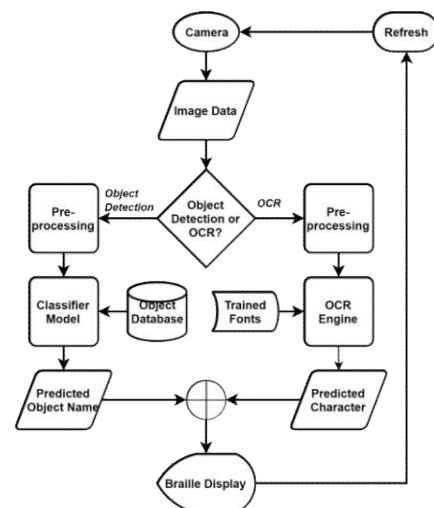 Camera
Refresh
Image Data
Object
Detection
OCR
Object
Detection or
OCR?
Pre-
processing
Pre-
processing
Classifier
Model
Object
Database
Trained
Fonts
OCR
Engine
Predicted
Object Name
Predicted
Character
Braille Display